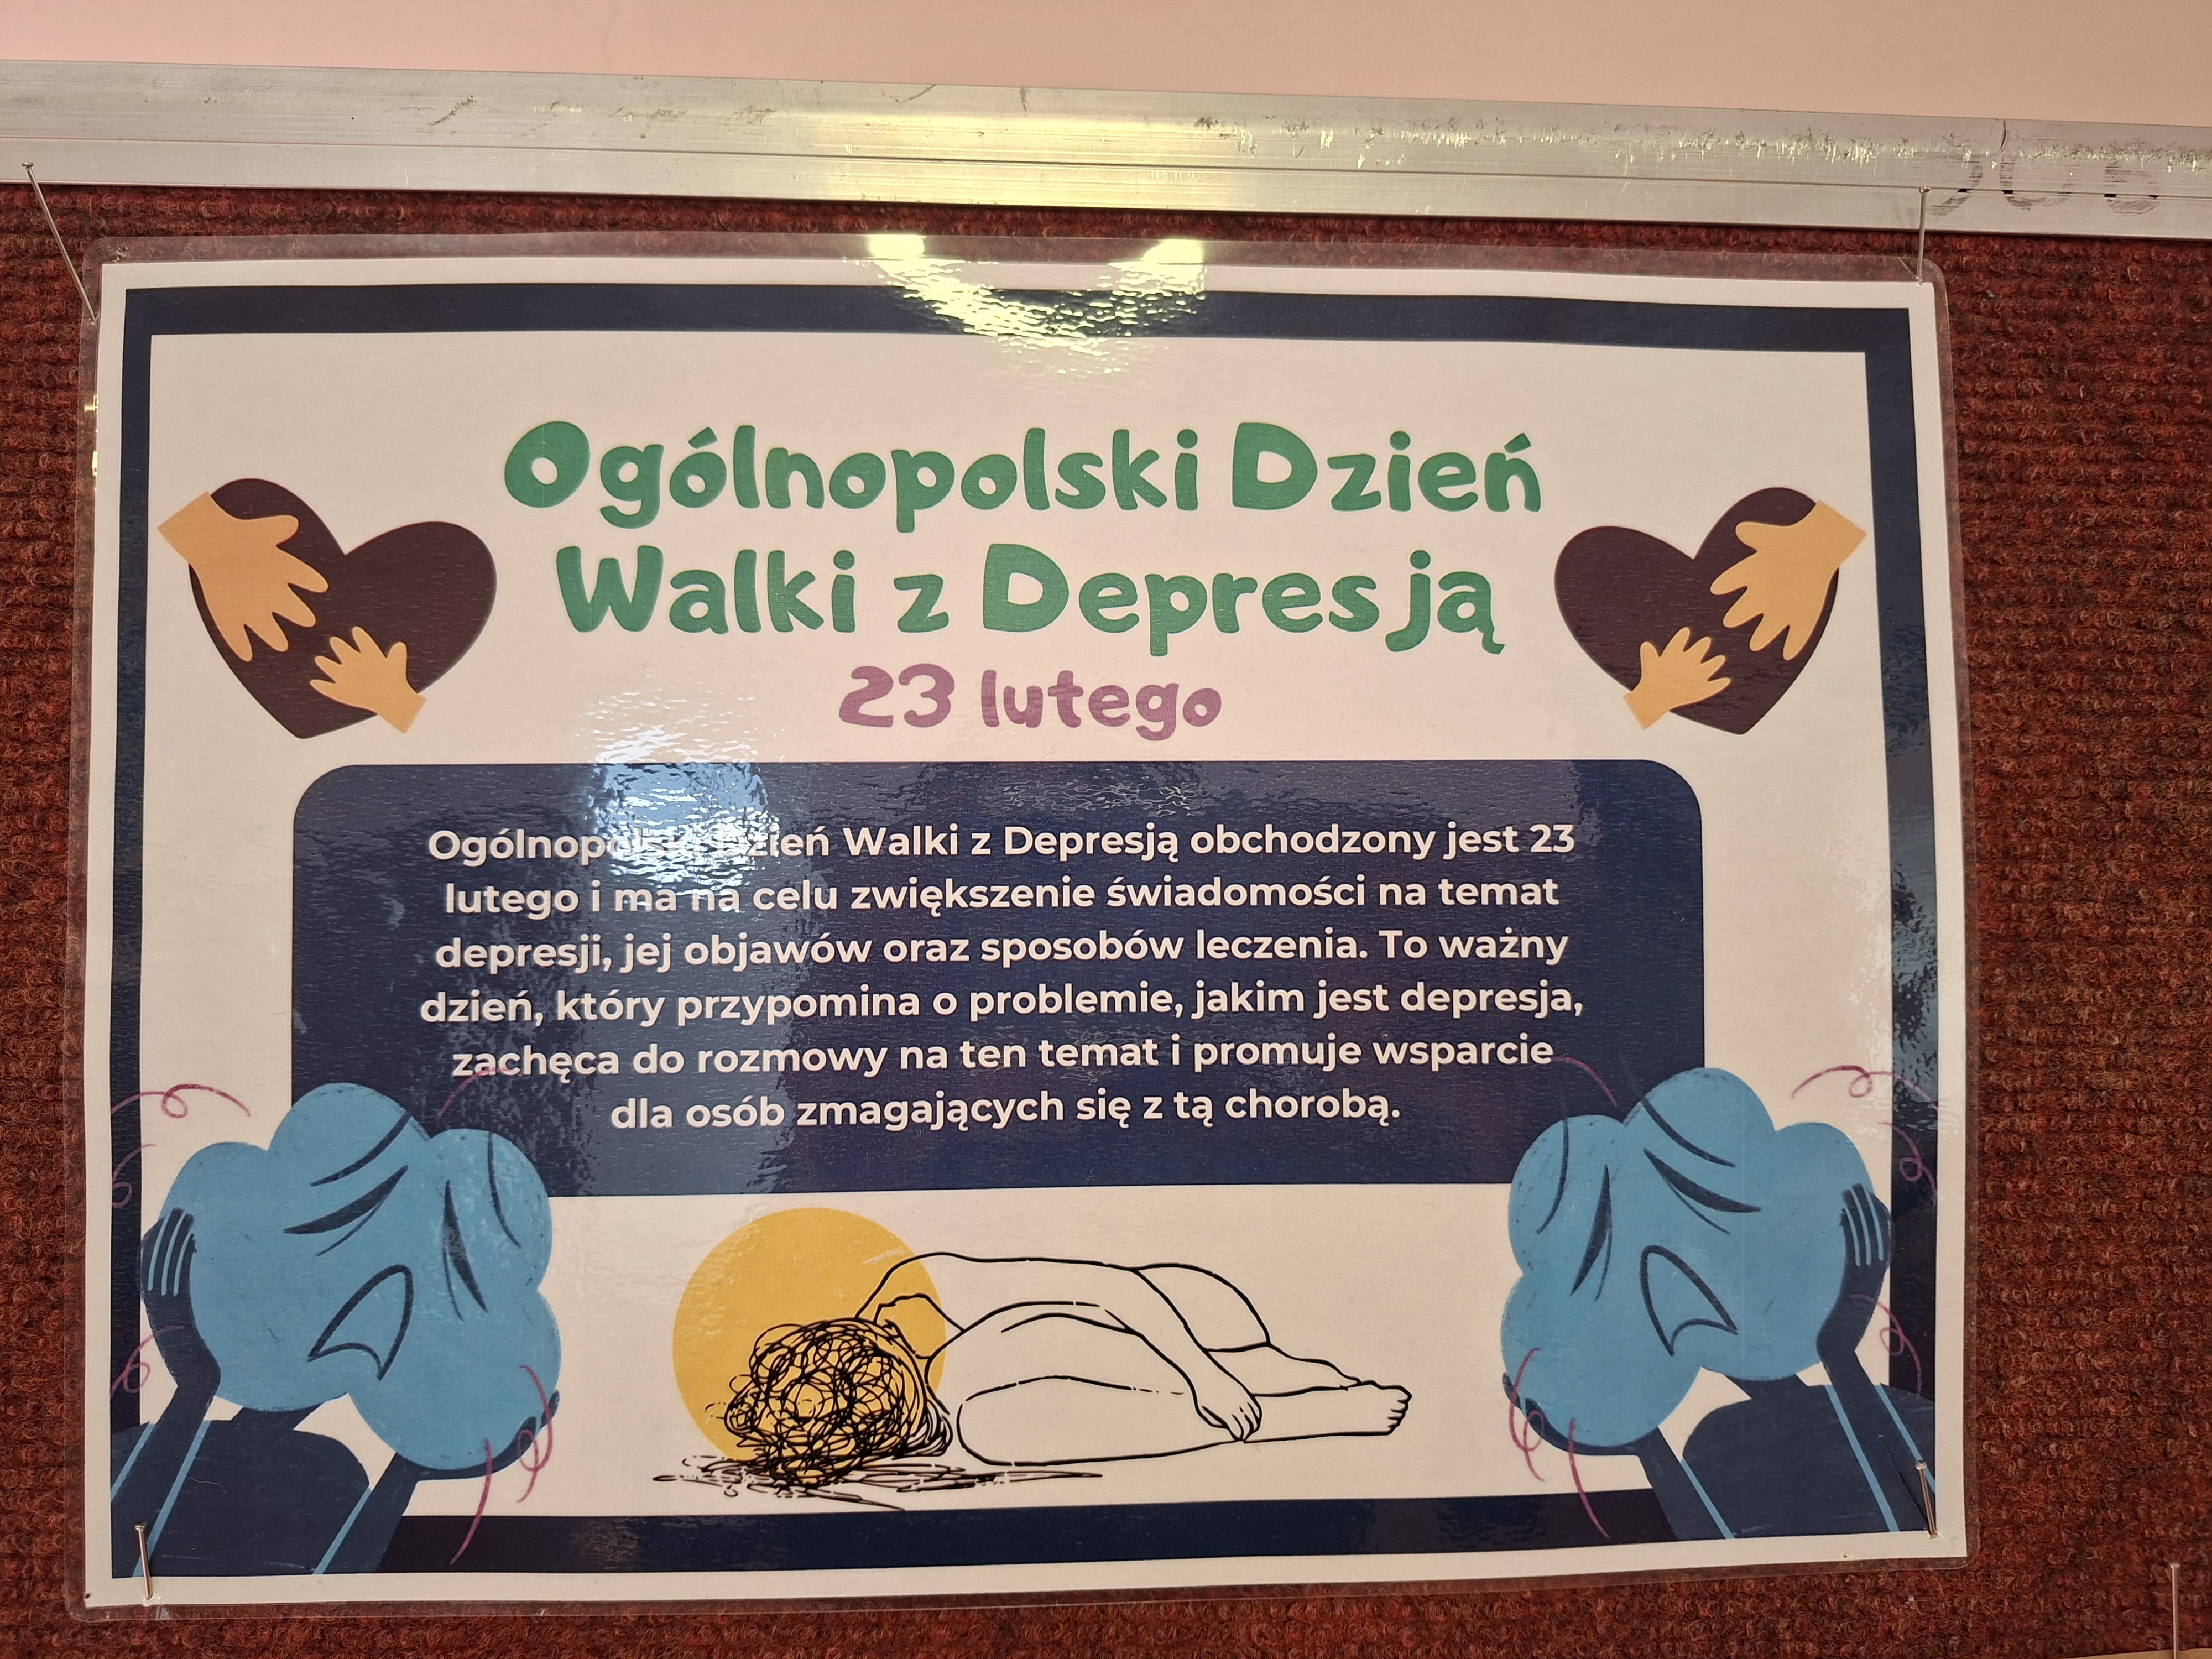 Ogólnopolski Dzień
Walki z Depresją
23 lutego
Ogólnopolski Dzień Walki z Depresją obchodzony jest 23
lutego i ma na celu zwiększenie świadomości na temat
depresji, jej objawów oraz sposobów leczenia. To ważny
dzień, który przypomina o problemie, jakim jest depresja,
zachęca do rozmowy na ten temat i promuje wsparcie
dla osób zmagających się z tą chorobą.